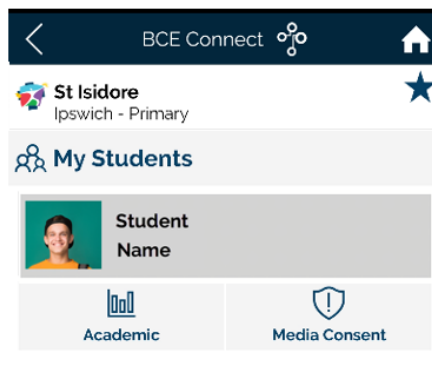 BCE Connect
St Isidore
Ipswich - Primary
My Students
Student
Name
Academic
Media Consent